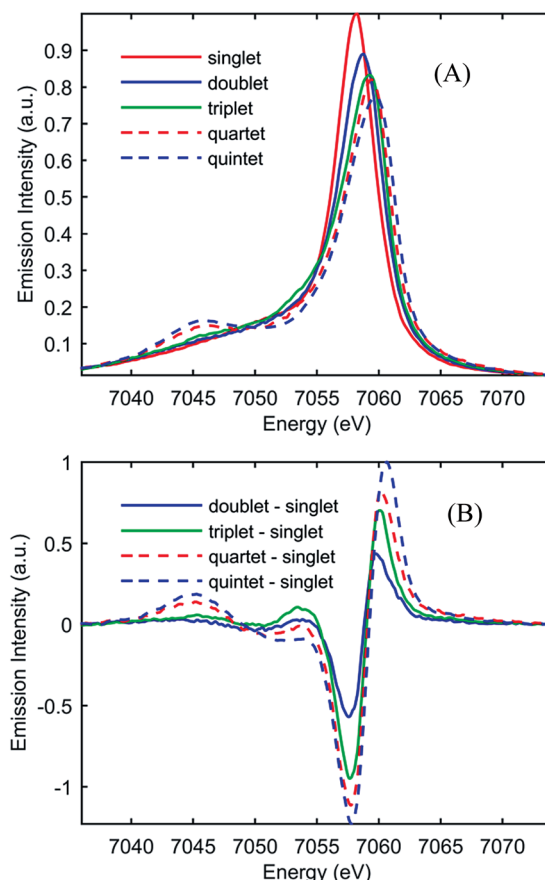 (A)
singlet
doublet
triplet
quartet
quintet
Emission Intensity (a.u.)
0.9
0.8
0.7
0.6
0.5
0.4
0.3
0.2
0.1
7040 7045 7050 7055 7060 7065 7070
Energy (eV)
(B)
doublet - singlet
triplet - singlet
quartet - singlet
quintet - singlet
Emission Intensity (a.u.)
1
0.5
0
-0.5
-1
7040 7045 7050 7055 7060 7065 7070
Energy (eV)